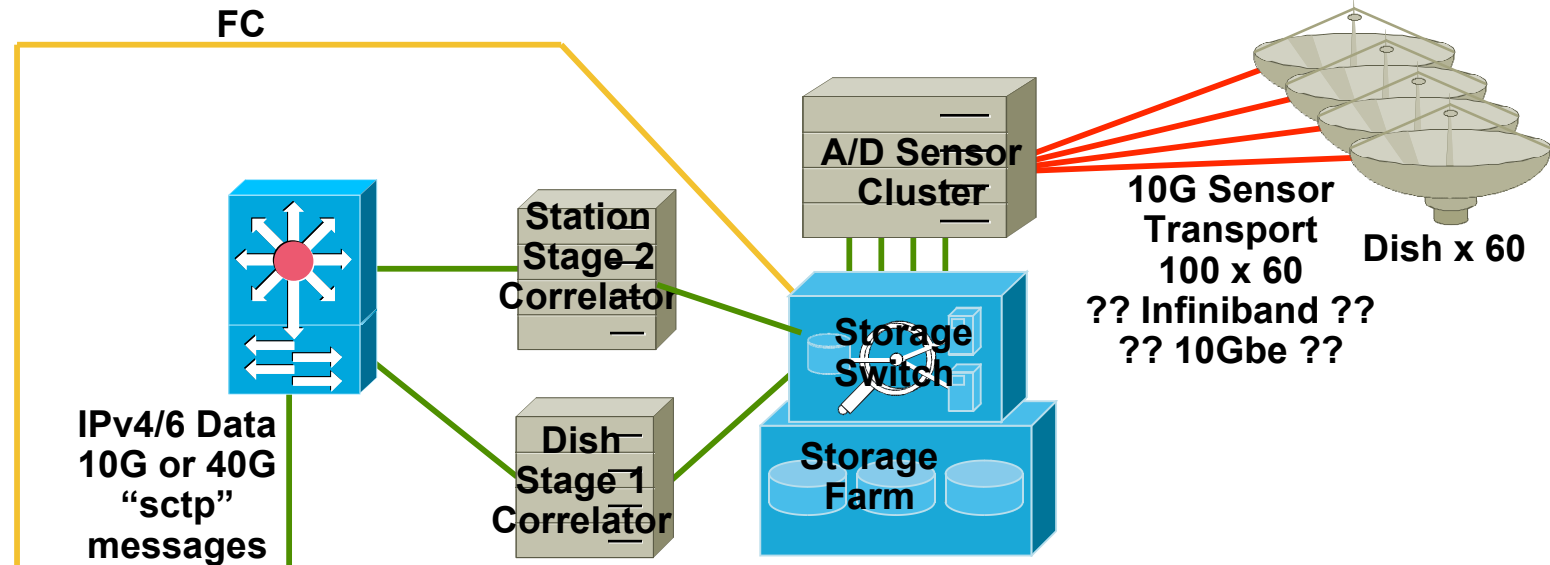 FC
A/D Sensor
Cluster
10G Sensor
Transport
100 x 60
?? Infiniband ??
?? 10Gbe ??
Dish x 60
Station
Stage 2
Correlator
Storage
Switch
IPv4/6 Data
10G or 40G
“sctp”
messages
Dish
Stage 1
Correlator
Storage
Farm